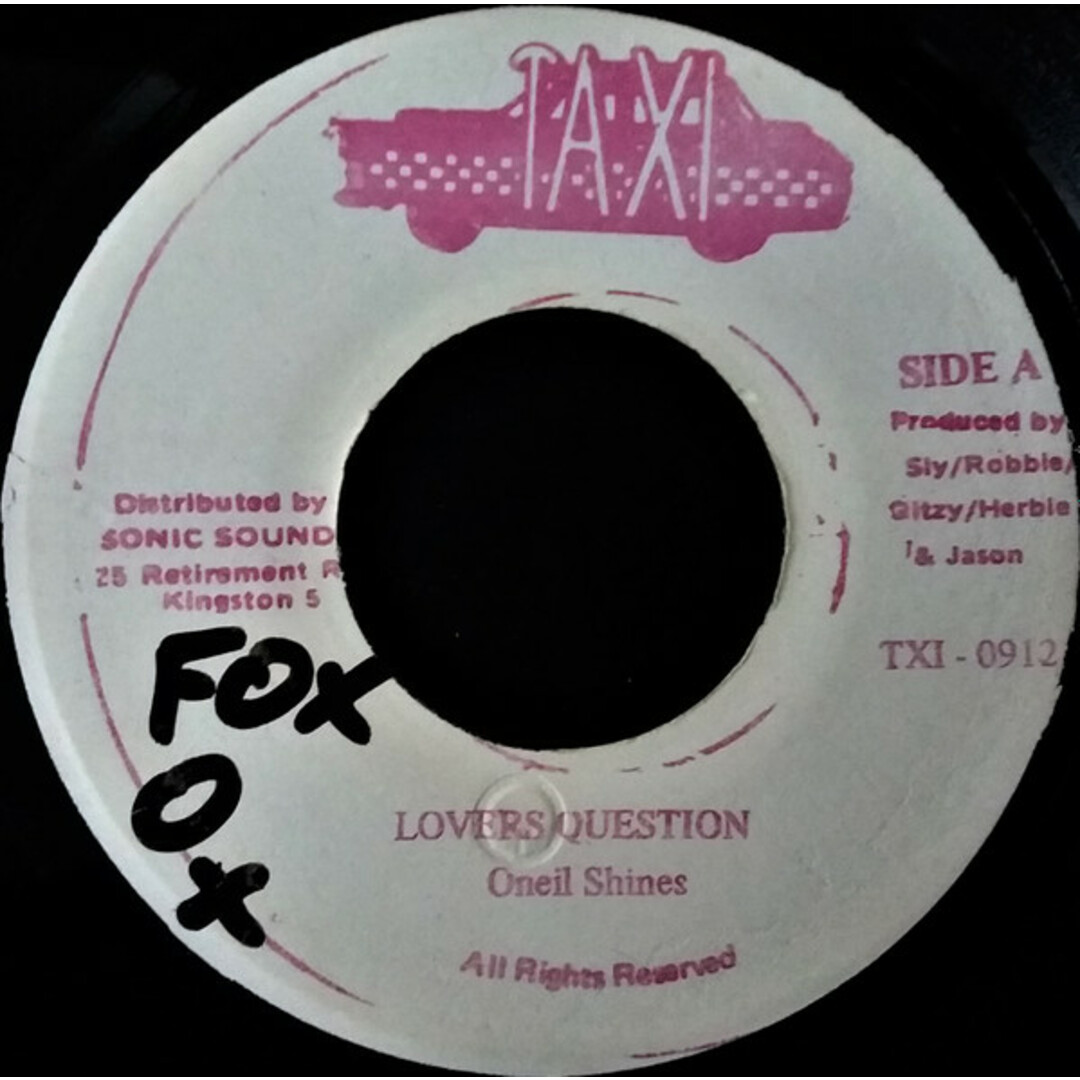 TAXI
SIDE A
Produced by
Sly/Robbie/
Gitzy/Herbie
& Jason
TXI - 0912
Distributed by
SONIC SOUND
25 Retirement R
Kingston 5
FOX
OX
LOVERS QUESTION
Oneil Shines
All Rights Reserved